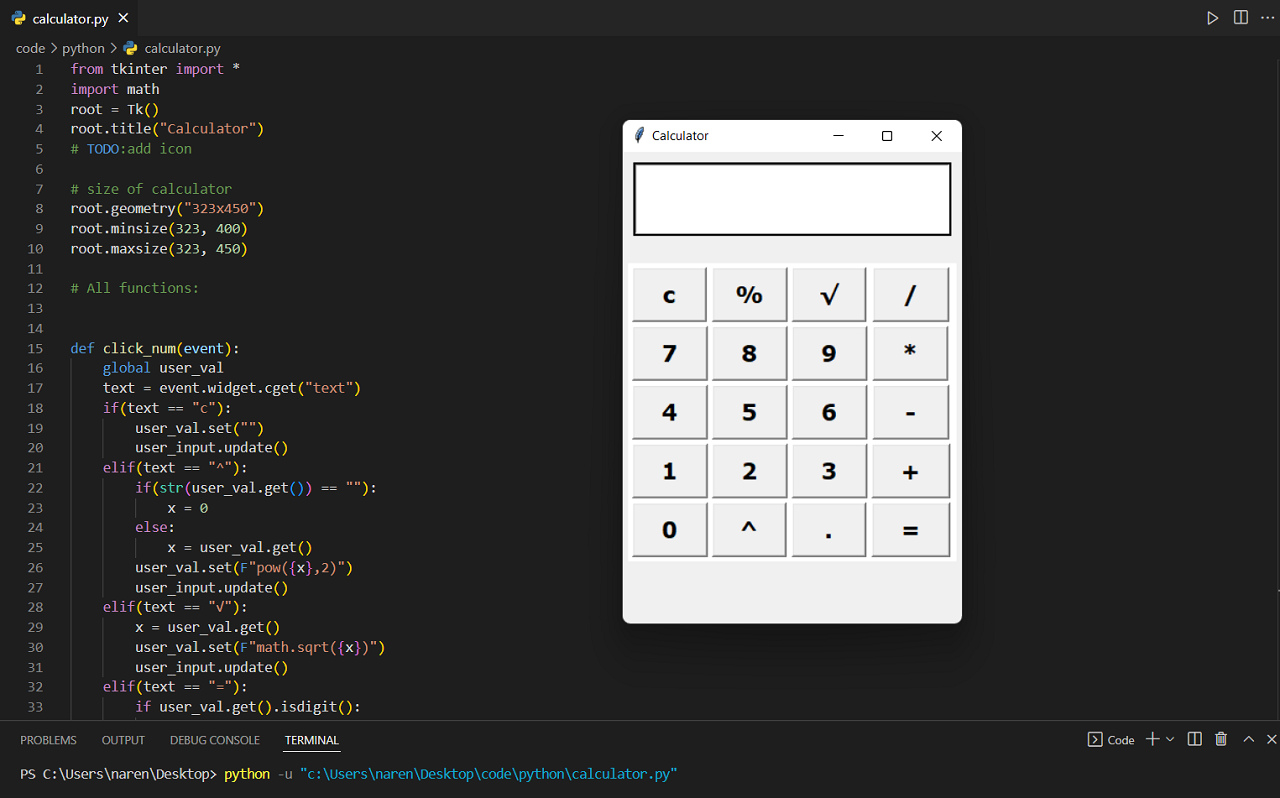 calculator.py
code > python > calculator.py
1 from tkinter import *
2 import math
3 root = Tk()
4 root.title("Calculator")
5 # TODO:add icon
6
7 # size of calculator
8 root.geometry("323x450")
9 root.minsize(323, 400)
10 root.maxsize(323, 450)
11
12 # All functions:
13
14
15 def click_num(event):
16     global user_val
17     text = event.widget.cget("text")
18     if(text == "c"):
19         user_val.set("")
20         user_input.update()
21     elif(text == "^"):
22         if(str(user_val.get()) == ""):
23             x = 0
24         else:
25             x = user_val.get()
26         user_val.set(F"pow({x},2)")
27         user_input.update()
28     elif(text == "√"):
29         x = user_val.get()
30         user_val.set(F"math.sqrt({x})")
31         user_input.update()
32     elif(text == "="):
33         if user_val.get().isdigit():
Calculator
c % √ /
7 8 9 *
4 5 6 -
1 2 3 +
0 ^ . =
PROBLEMS OUTPUT DEBUG CONSOLE TERMINAL Code
PS C:\Users\naren\Desktop> python -u "c:\Users\naren\Desktop\code\python\calculator.py"